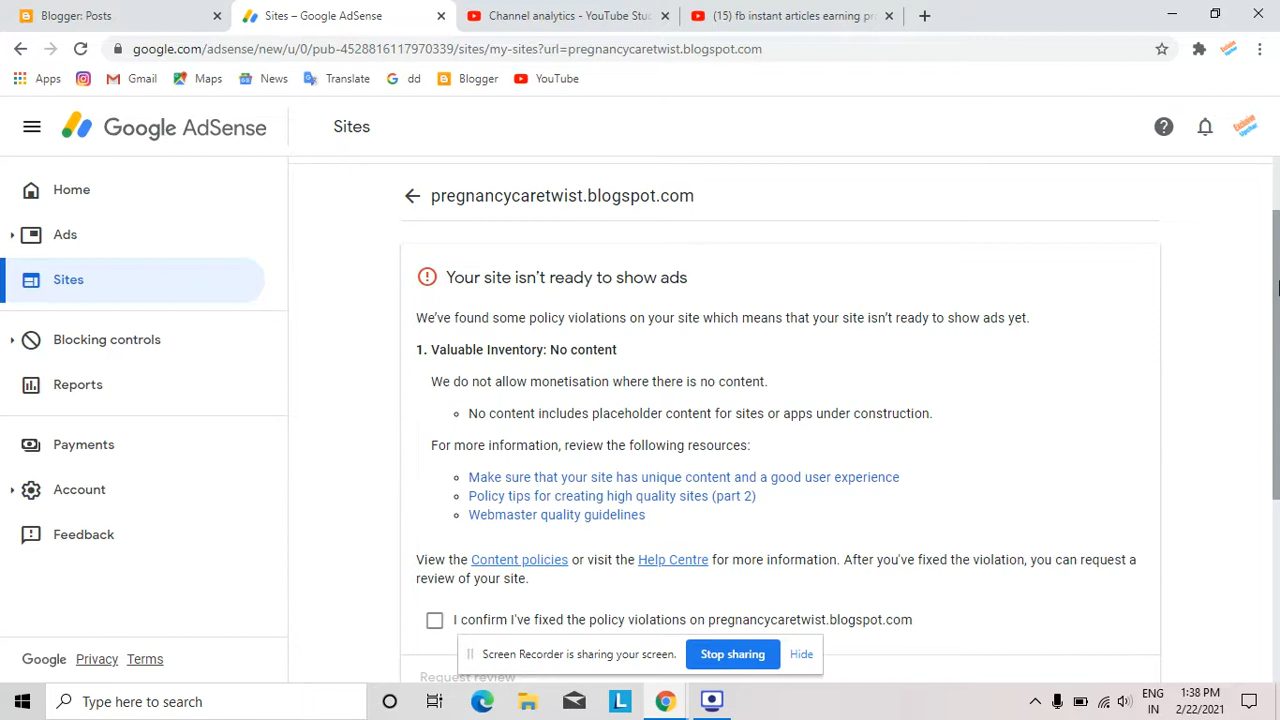 Blogger: Posts
Sites – Google AdSense
Channel analytics - YouTube Stu
(15) fb instant articles earning pr
google.com/adsense/new/u/0/pub-4528816117970339/sites/my-sites?url=pregnancycaretwist.blogspot.com
Apps
Gmail
Maps
News
Translate
dd
Blogger
YouTube
Google AdSense
Sites
Home
Ads
Sites
Blocking controls
Reports
Payments
Account
Feedback
Google Privacy Terms
pregnancycaretwist.blogspot.com
Your site isn't ready to show ads
We've found some policy violations on your site which means that your site isn't ready to show ads yet.
1. Valuable Inventory: No content
We do not allow monetisation where there is no content.
No content includes placeholder content for sites or apps under construction.
For more information, review the following resources:
Make sure that your site has unique content and a good user experience
Policy tips for creating high quality sites (part 2)
Webmaster quality guidelines
View the Content policies or visit the Help Centre for more information. After you've fixed the violation, you can request a
review of your site.
I confirm I've fixed the policy violations on pregnancycaretwist.blogspot.com
Screen Recorder is sharing your screen.
Stop sharing
Hide
Request review
Type here to search
L
ENG
IN
1:38 PM
2/22/2021